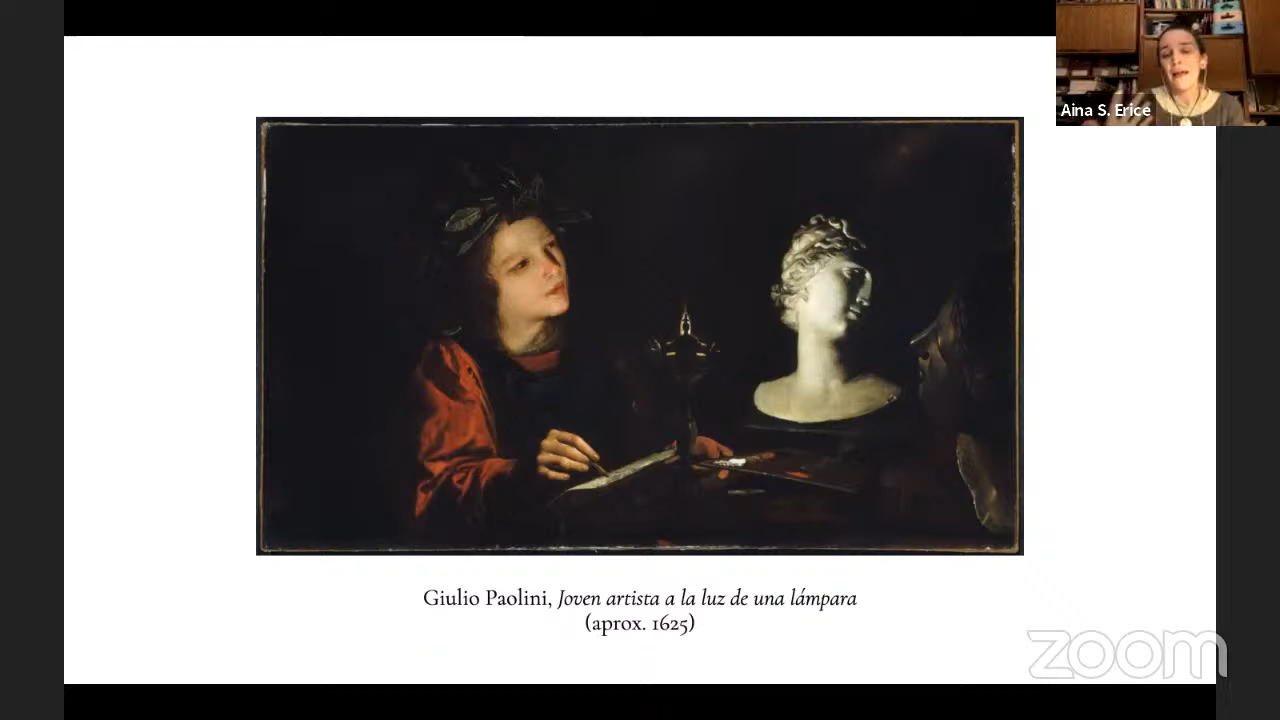 Aina S. Erice
Giulio Paolini, Joven artista a la luz de una lámpara
(aprox. 1625)
zoom